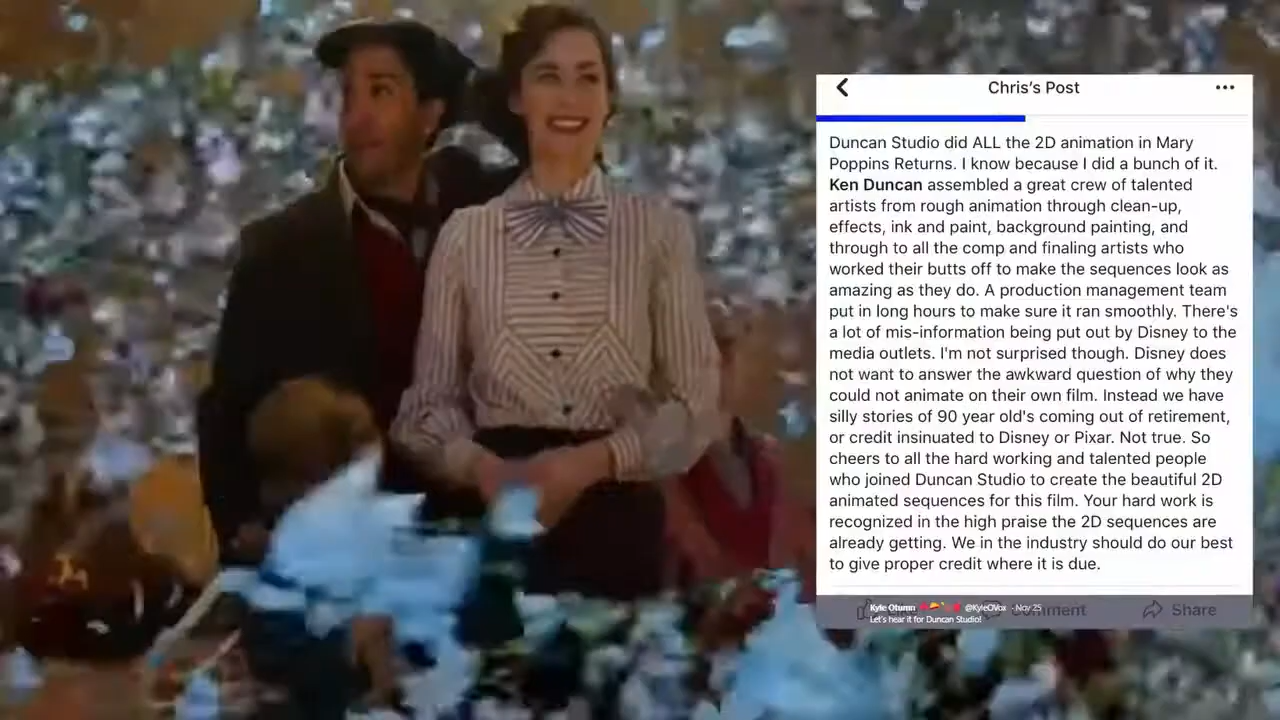 Chris's Post
Duncan Studio did ALL the 2D animation in Mary
Poppins Returns. I know because I did a bunch of it.
Ken Duncan assembled a great crew of talented
artists from rough animation through clean-up,
effects, ink and paint, background painting, and
through to all the comp and finaling artists who
worked their butts off to make the sequences look as
amazing as they do. A production management team
put in long hours to make sure it ran smoothly. There's
a lot of mis-information being put out by Disney to the
media outlets. I'm not surprised though. Disney does
not want to answer the awkward question of why they
could not animate on their own film. Instead we have
silly stories of 90 year old's coming out of retirement,
or credit insinuated to Disney or Pixar. Not true. So
cheers to all the hard working and talented people
who joined Duncan Studio to create the beautiful 2D
animated sequences for this film. Your hard work is
recognized in the high praise the 2D sequences are
already getting. We in the industry should do our best
to give proper credit where it is due.
Kyle @KyleOVox · Nov 25
Comment Share
Let's hear it for Duncan Studio!